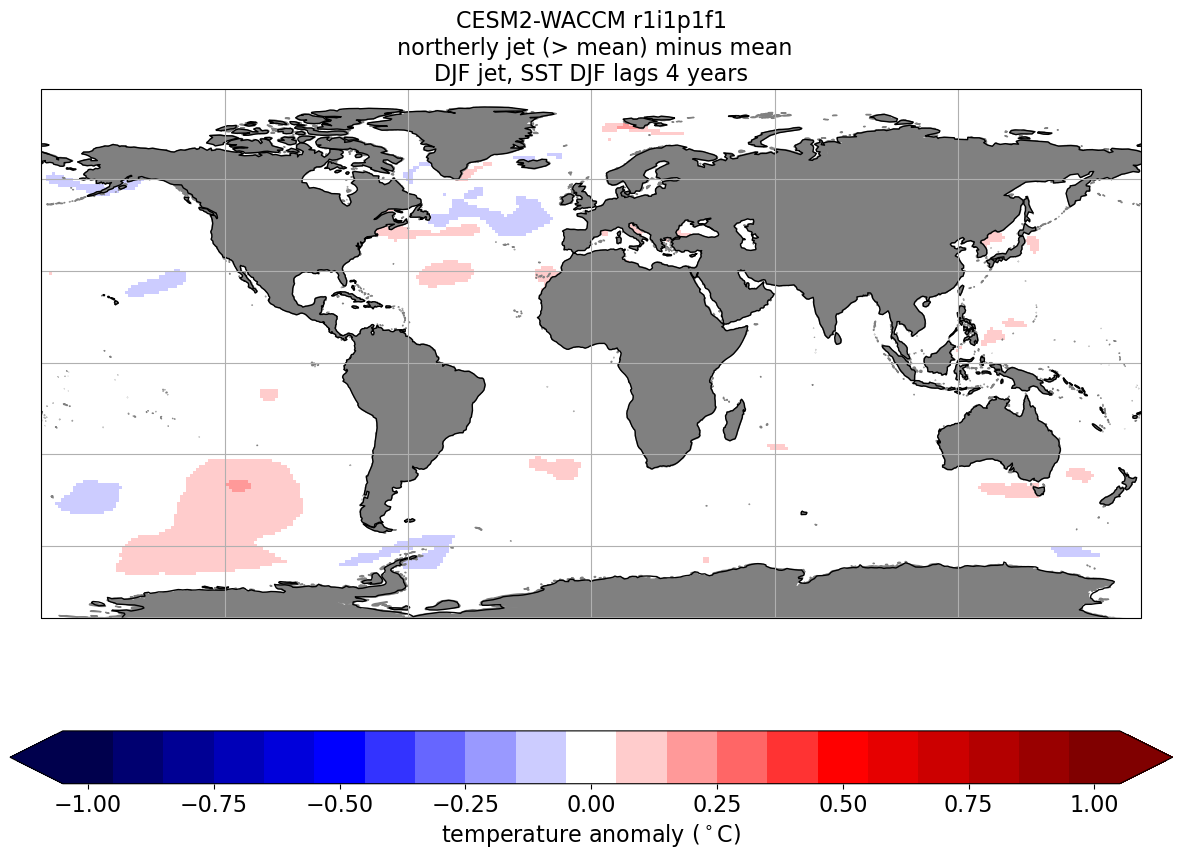 CESM2-WACCM r1i1p1f1
northerly jet (> mean) minus mean
DJF jet, SST DJF lags 4 years
−1.00 −0.75 −0.50 −0.25 0.00 0.25 0.50 0.75 1.00
temperature anomaly (°C)